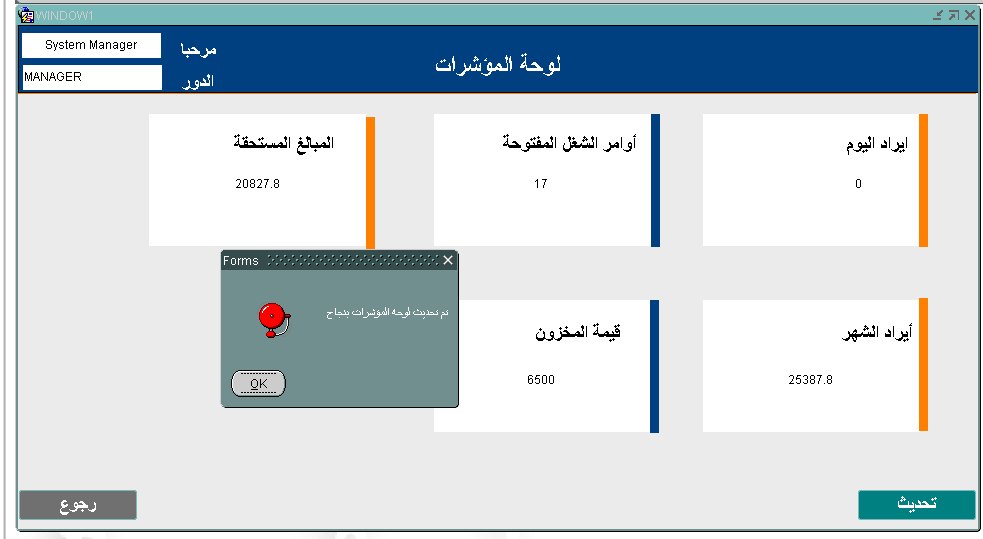 WINDOW1
System Manager
مرحبا
MANAGER
الدور
لوحة المؤشرات
ايراد اليوم
0
أوامر الشغل المفتوحة
17
المبالغ المستحقة
20827.8
أيراد الشهر
25387.8
قيمة المخزون
6500
Forms
تم تحديث لوحه المؤشرات بنجاح
OK
تحديث
رجوع